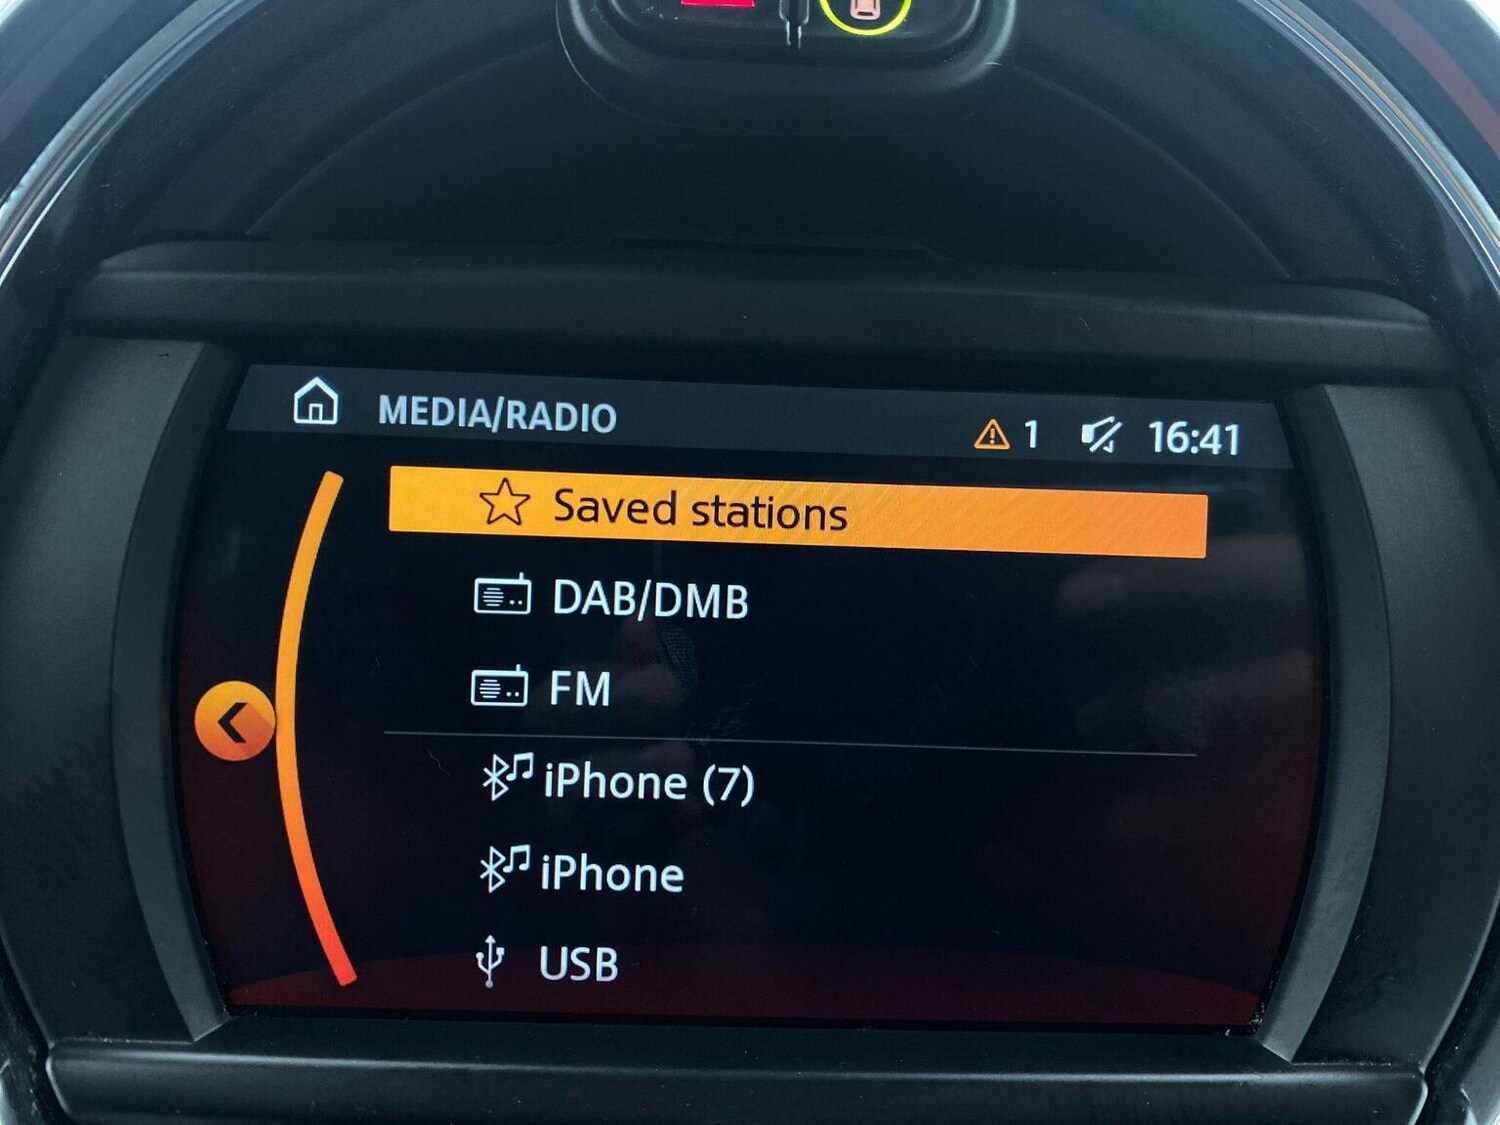 MEDIA/RADIO
1
16:41
Saved stations
DAB/DMB
FM
iPhone (7)
iPhone
USB